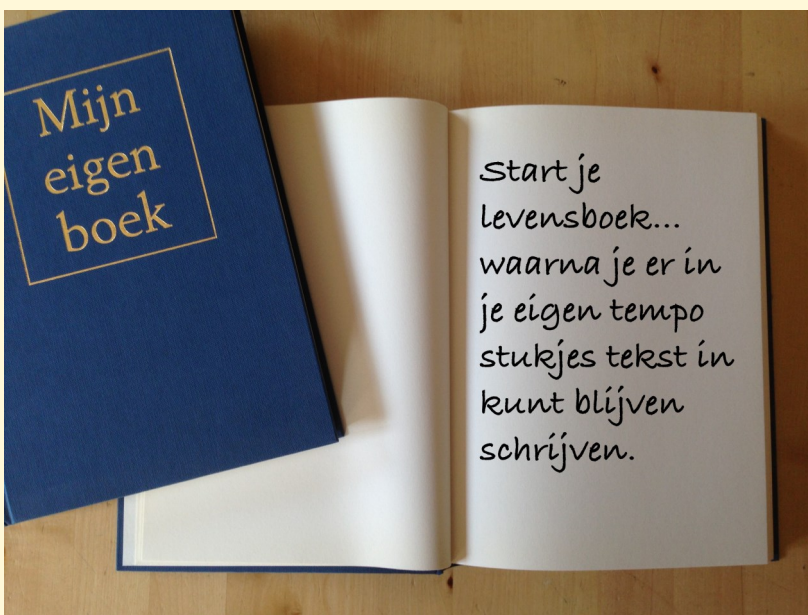 Mijn
eigen
boek
Start je
levensboek...
waarna je er in
je eigen tempo
stukjes tekst in
kunt blijven
schrijven.